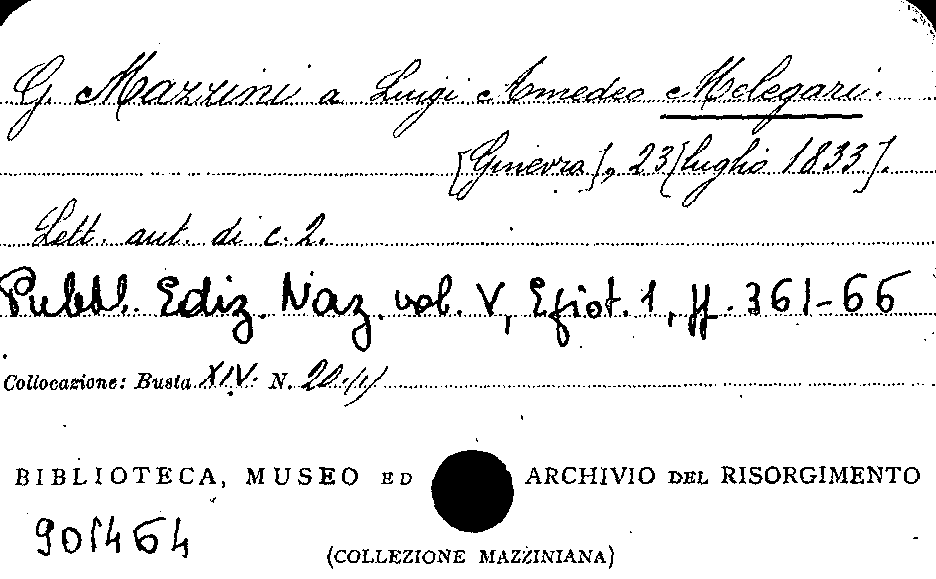 G. Mazzini a Luigi Amedeo Melegari.
[Ginevra], 23 [luglio 1833].
Lett. aut. di c. 2.
Pubbl. Ediz. Naz. vol. V, Epist. 1, pp. 361-66
Collocazione: Busta XIV. N. 20
BIBLIOTECA, MUSEO ED ARCHIVIO DEL RISORGIMENTO
901464
(COLLEZIONE MAZZINIANA)